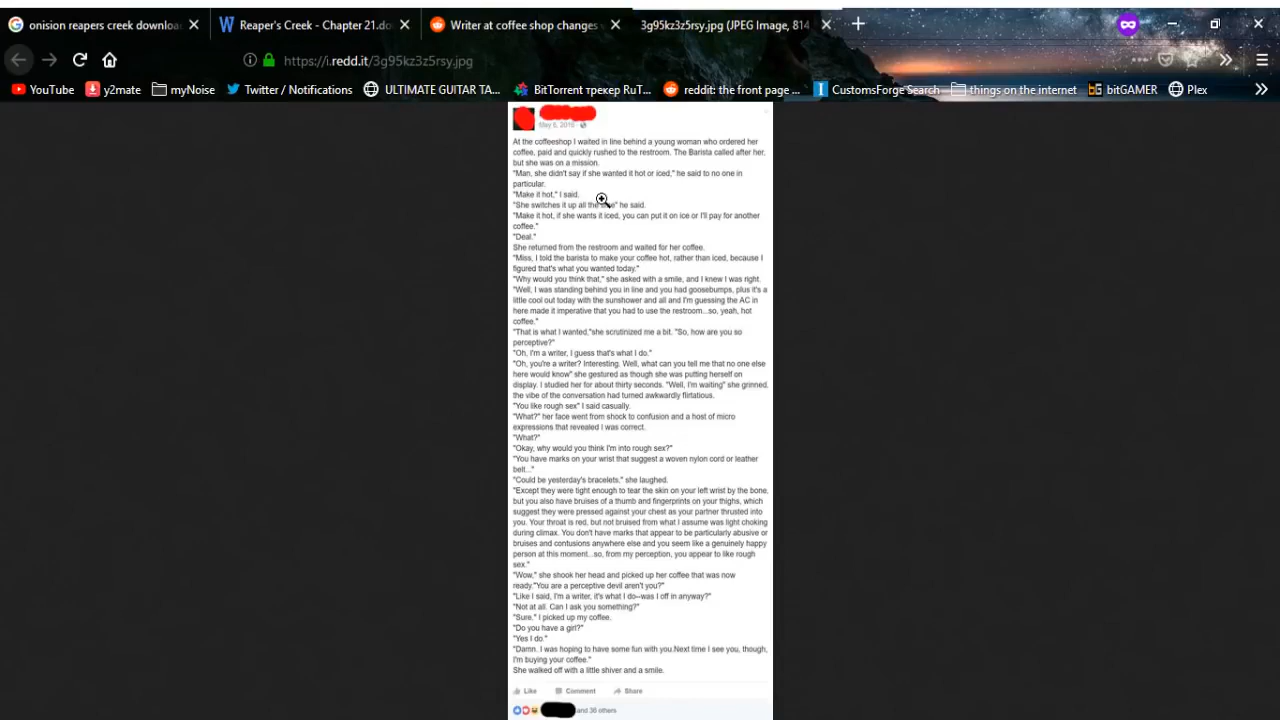 onision reapers creek downloa
Reaper's Creek - Chapter 21.do
Writer at coffee shop changes
3g95kz3z5rsy.jpg (JPEG Image, 814
https://i.redd.it/3g95kz3z5rsy.jpg
YouTube
y2mate
myNoise
Twitter / Notifications
ULTIMATE GUITAR TA...
BitTorrent трекер RuT...
reddit: the front page ...
CustomsForge Search
things on the internet
bitGAMER
Plex
At the coffeeshop I waited in line behind a young woman who ordered her
coffee, paid and quickly rushed to the restroom. The Barista called after her,
but she was on a mission.
"Man, she didn't say if she wanted it hot or iced," he said to no one in
particular.
"Make it hot," I said.
"She switches it up all the he said.
"Make it hot, if she wants it iced, you can put it on ice or I'll pay for another
coffee."
"Deal."
She returned from the restroom and waited for her coffee.
"Miss, I told the barista to make your coffee hot, rather than iced, because I
figured that's what you wanted today."
"Why would you think that," she asked with a smile, and I knew I was right.
"Well, I was standing behind you in line and you had goosebumps, plus it's a
little cool out today with the sunshower and all and I'm guessing the AC in
here made it imperative that you had to use the restroom...so, yeah, hot
coffee."
"That is what I wanted,"she scrutinized me a bit. "So, how are you so
perceptive?"
"Oh, I'm a writer, I guess that's what I do."
"Oh, you're a writer? Interesting. Well, what can you tell me that no one else
here would know" she gestured as though she was putting herself on
display. I studied her for about thirty seconds. "Well, I'm waiting" she grinned.
the vibe of the conversation had turned awkwardly flirtatious.
"You like rough sex" I said casually.
"What?" her face went from shock to confusion and a host of micro
expressions that revealed I was correct.
"What?"
"Okay, why would you think I'm into rough sex?"
"You have marks on your wrist that suggest a woven nylon cord or leather
belt..."
"Could be yesterday's bracelets," she laughed.
"Except they were tight enough to tear the skin on your left wrist by the bone,
but you also have bruises of a thumb and fingerprints on your thighs, which
suggest they were pressed against your chest as your partner thrusted into
you. Your throat is red, but not bruised from what I assume was light choking
during climax. You don't have marks that appear to be particularly abusive or
bruises and contusions anywhere else and you seem like a genuinely happy
person at this moment...so, from my perception, you appear to like rough
sex."
"Wow," she shook her head and picked up her coffee that was now
ready."You are a perceptive devil aren't you?"
"Like I said, I'm a writer, it's what I do--was I off in anyway?"
"Not at all. Can I ask you something?"
"Sure," I picked up my coffee.
"Do you have a girl?"
"Yes I do."
"Damn. I was hoping to have some fun with you.Next time I see you, though,
I'm buying your coffee."
She walked off with a little shiver and a smile.
Like
Comment
Share
and 36 others